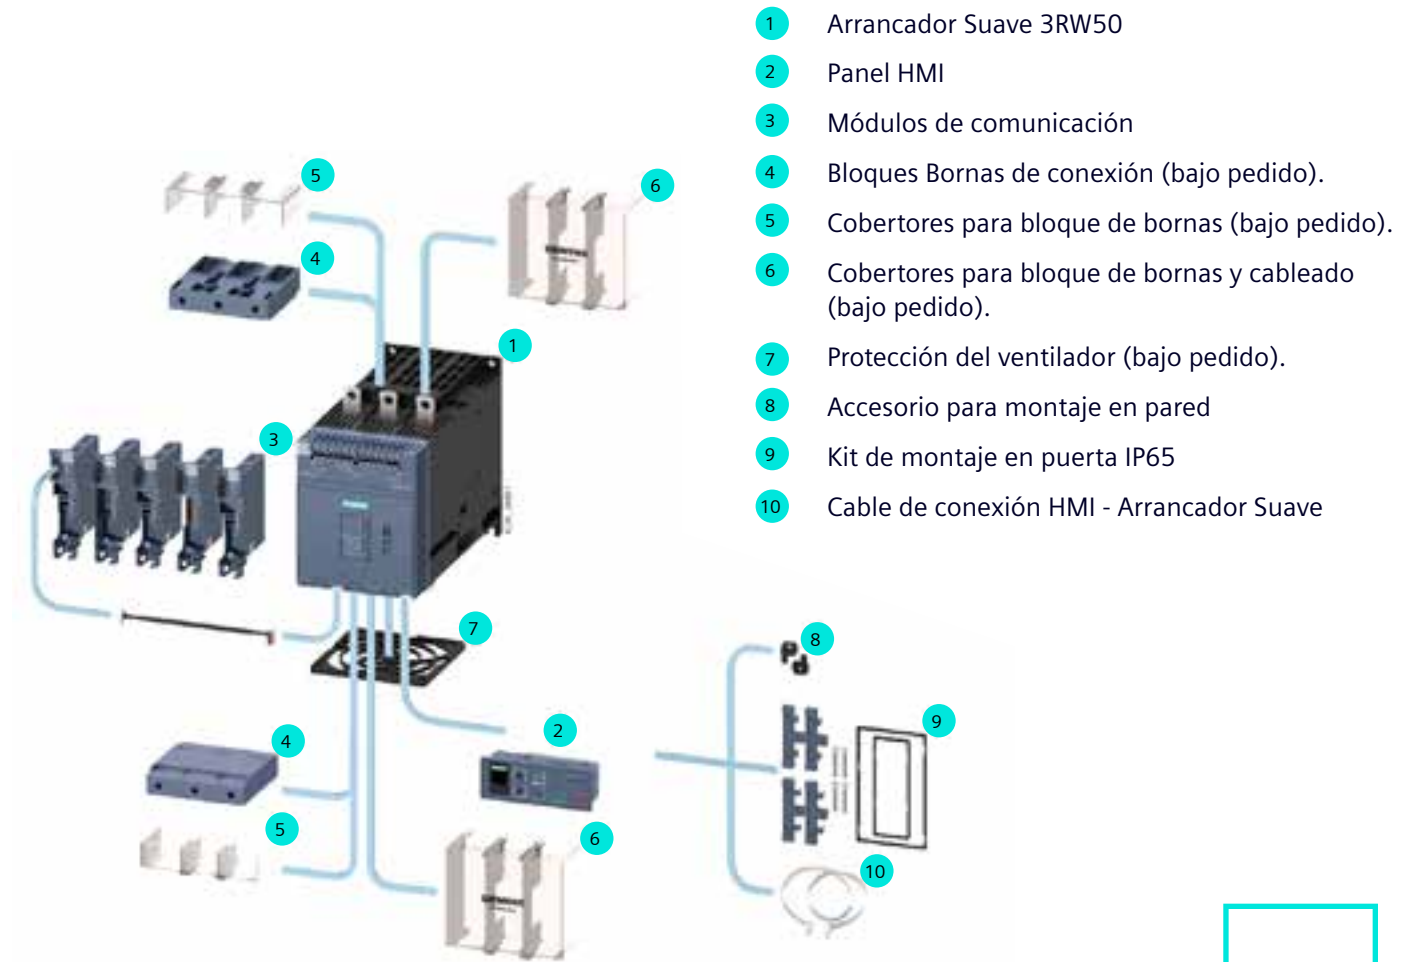 1 Arrancador Suave 3RW50
2 Panel HMI
3 Módulos de comunicación
4 Bloques Bornas de conexión (bajo pedido).
5 Cobertores para bloque de bornas (bajo pedido).
6 Cobertores para bloque de bornas y cableado
(bajo pedido).
7 Protección del ventilador (bajo pedido).
8 Accesorio para montaje en pared
9 Kit de montaje en puerta IP65
10 Cable de conexión HMI - Arrancador Suave
5
6
4
1
3
7
8
9
2
4
5
6
10